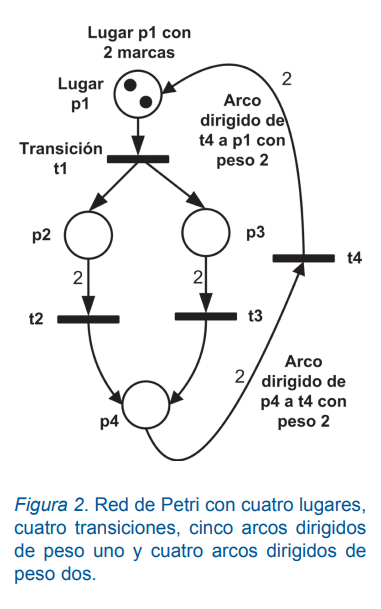 Lugar p1 con
2 marcas
Lugar
p1
2
Arco
dirigido de
t4 a p1 con
peso 2
Transición
t1
p2
p3
t4
2
2
t2
t3
Arco
dirigido de
p4 a t4 con
peso 2
2
p4
Figura 2. Red de Petri con cuatro lugares,
cuatro transiciones, cinco arcos dirigidos
de peso uno y cuatro arcos dirigidos de
peso dos.